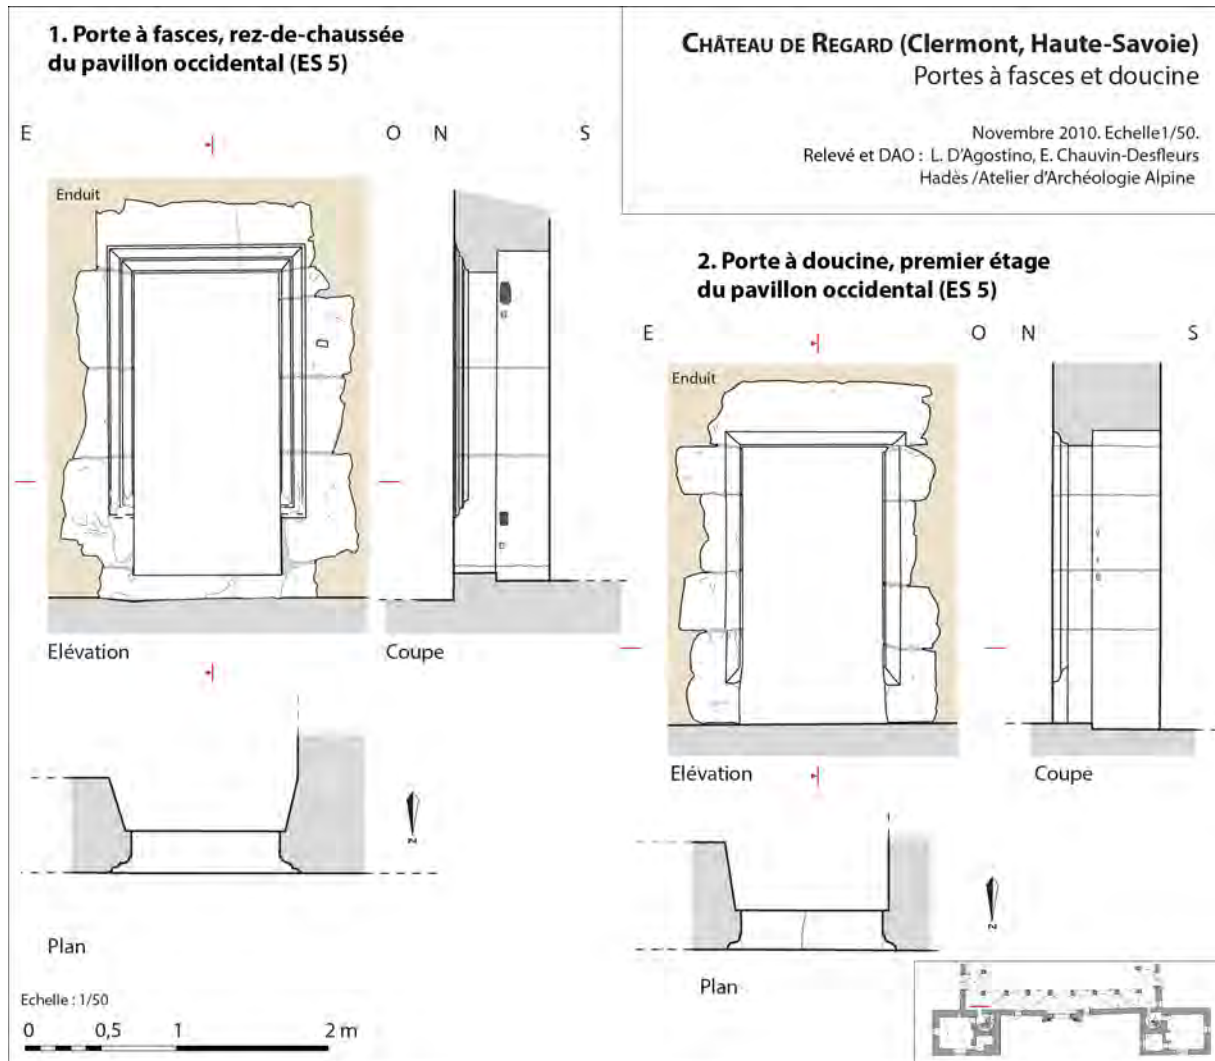 1. Porte à fasces, rez-de-chaussée
du pavillon occidental (ES 5)
CHÂTEAU DE REGARD (Clermont, Haute-Savoie)
Portes à fasces et doucine
Novembre 2010. Echelle1/50.
Relevé et DAO : L. D'Agostino, E. Chauvin-Desfleurs
Hadès /Atelier d'Archéologie Alpine
E
O
N
S
Enduit
Elévation
Coupe
N
Plan
2. Porte à doucine, premier étage
du pavillon occidental (ES 5)
E
O
N
S
Enduit
Elévation
Coupe
N
Plan
Echelle : 1/50
0 0,5 1 2 m